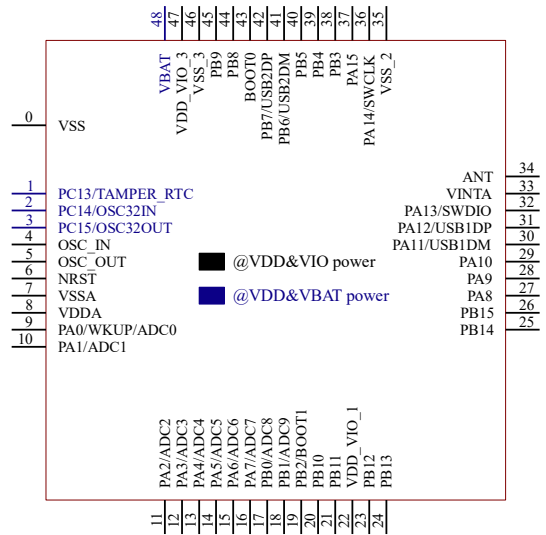 48 VBAT
47 VDD_VIO_3
46 VSS_3
45 PB9
44 PB8
43 BOOT0
42 PB7/USB2DP
41 PB6/USB2DM
40 PB5
39 PB4
38 PB3
37 PA15
36 PA14/SWCLK
35 VSS_2
0 VSS
1 PC13/TAMPER_RTC
2 PC14/OSC32IN
3 PC15/OSC32OUT
4 OSC_IN
5 OSC_OUT
6 NRST
7 VSSA
8 VDDA
9 PA0/WKUP/ADC0
10 PA1/ADC1
@VDD&VIO power
@VDD&VBAT power
ANT 34
VINTA 33
PA13/SWDIO 32
PA12/USB1DP 31
PA11/USB1DM 30
PA10 29
PA9 28
PA8 27
PB15 26
PB14 25
11 PA2/ADC2
12 PA3/ADC3
13 PA4/ADC4
14 PA5/ADC5
15 PA6/ADC6
16 PA7/ADC7
17 PB0/ADC8
18 PB1/ADC9
19 PB2/BOOT1
20 PB10
21 PB11
22 VDD_VIO_1
23 PB12
24 PB13